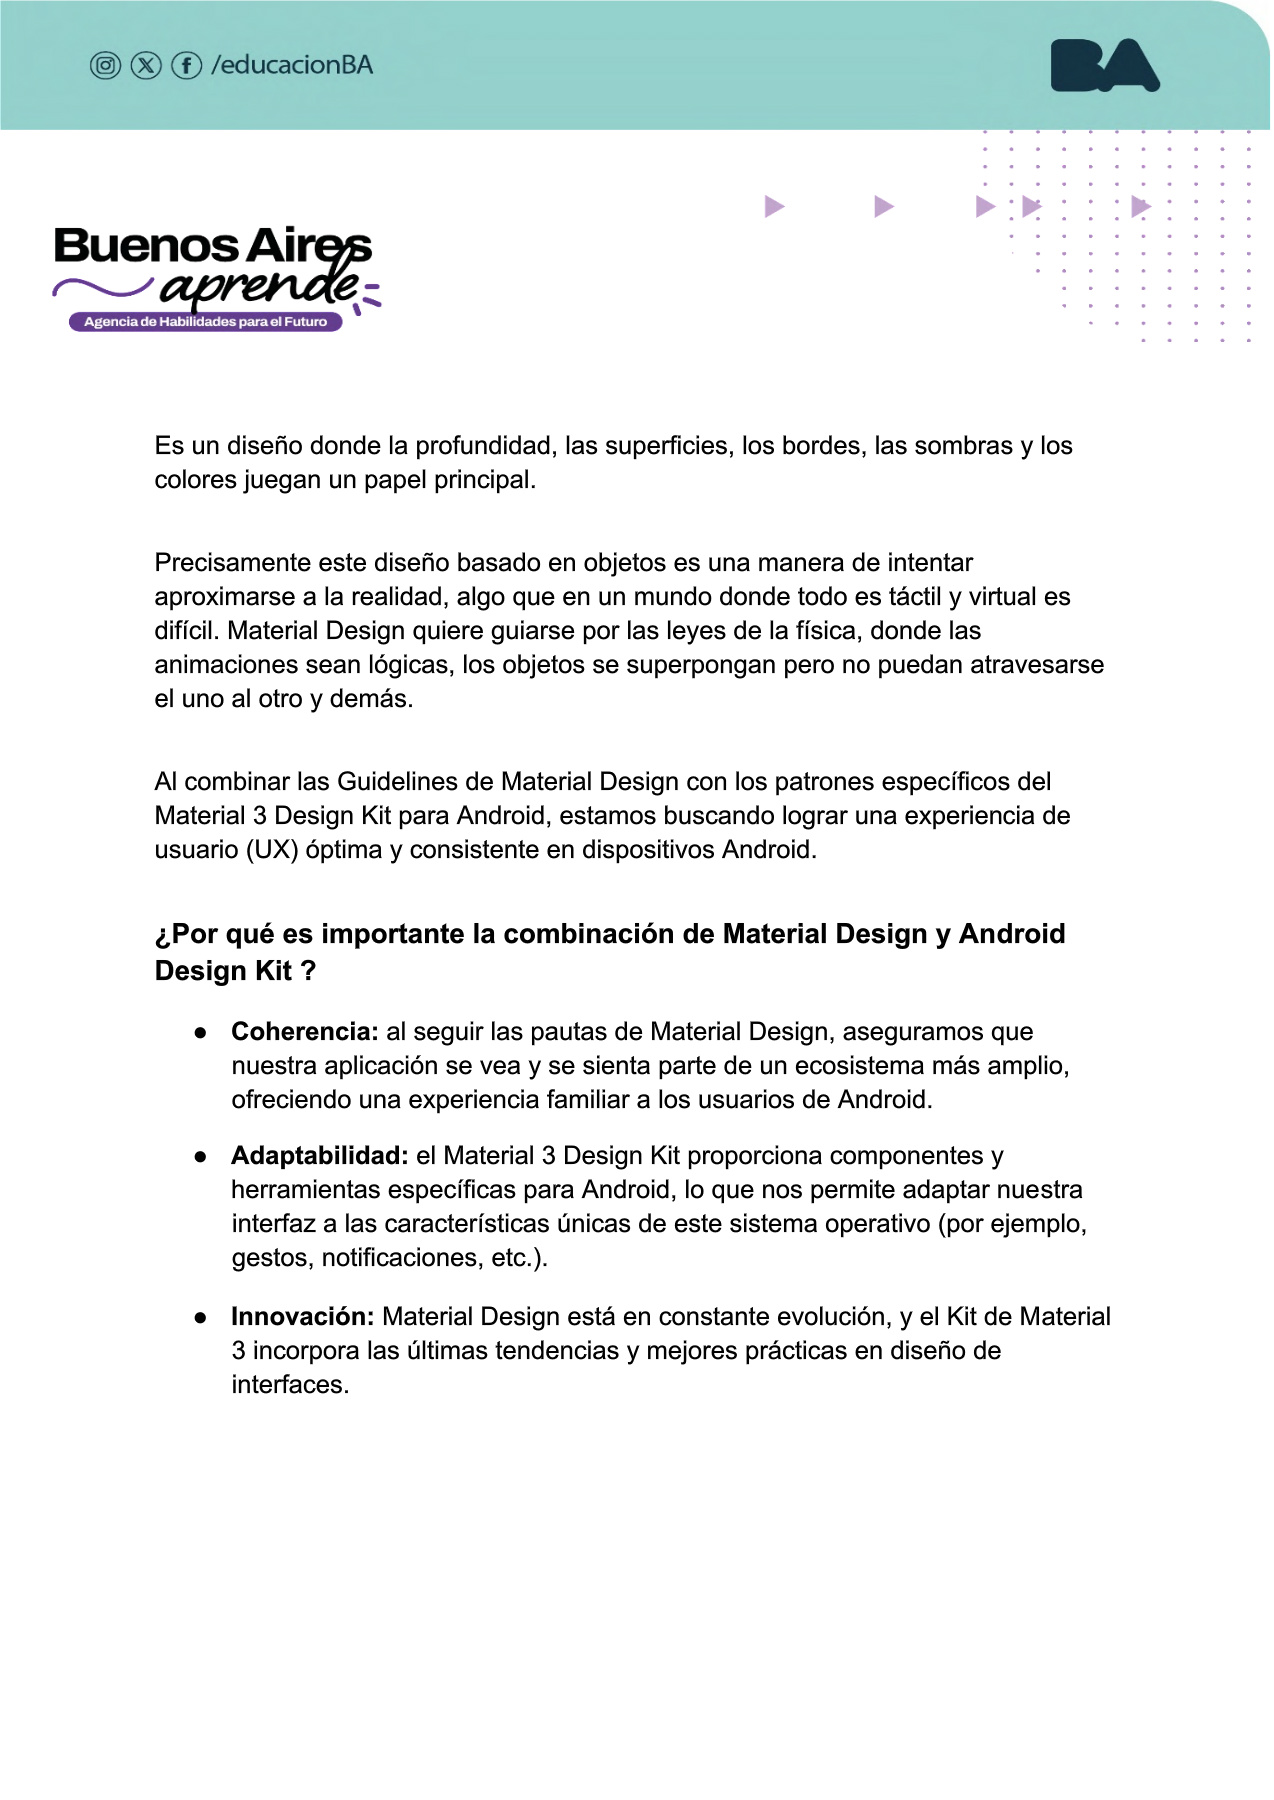 /educacionBA
BA
Buenos Aires
aprende
Agencia de Habilidades para el Futuro
Es un diseño donde la profundidad, las superficies, los bordes, las sombras y los
colores juegan un papel principal.
Precisamente este diseño basado en objetos es una manera de intentar
aproximarse a la realidad, algo que en un mundo donde todo es táctil y virtual es
difícil. Material Design quiere guiarse por las leyes de la física, donde las
animaciones sean lógicas, los objetos se superpongan pero no puedan atravesarse
el uno al otro y demás.
Al combinar las Guidelines de Material Design con los patrones específicos del
Material 3 Design Kit para Android, estamos buscando lograr una experiencia de
usuario (UX) óptima y consistente en dispositivos Android.
¿Por qué es importante la combinación de Material Design y Android
Design Kit ?
● Coherencia: al seguir las pautas de Material Design, aseguramos que
nuestra aplicación se vea y se sienta parte de un ecosistema más amplio,
ofreciendo una experiencia familiar a los usuarios de Android.
● Adaptabilidad: el Material 3 Design Kit proporciona componentes y
herramientas específicas para Android, lo que nos permite adaptar nuestra
interfaz a las características únicas de este sistema operativo (por ejemplo,
gestos, notificaciones, etc.).
● Innovación: Material Design está en constante evolución, y el Kit de Material
3 incorpora las últimas tendencias y mejores prácticas en diseño de
interfaces.